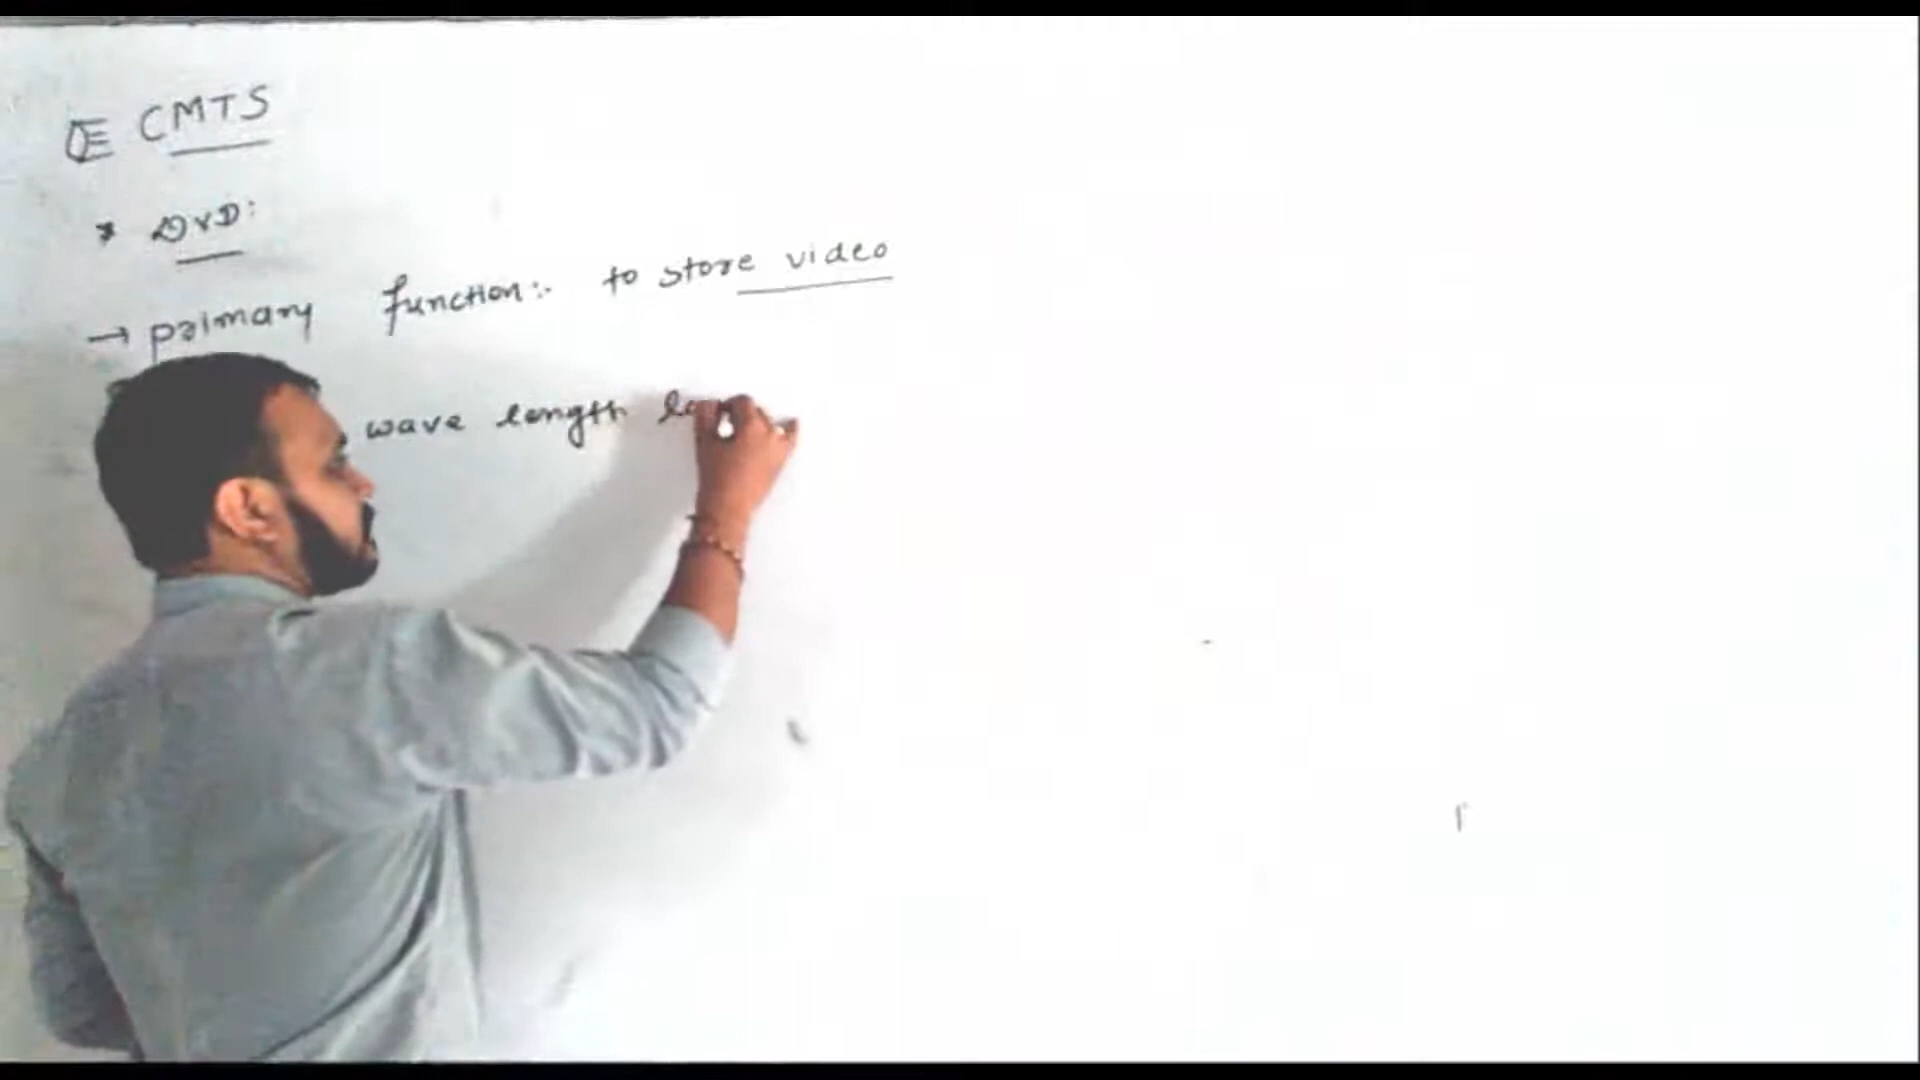 CMTS
* DVD:
→ primary function:- to store video
wave length